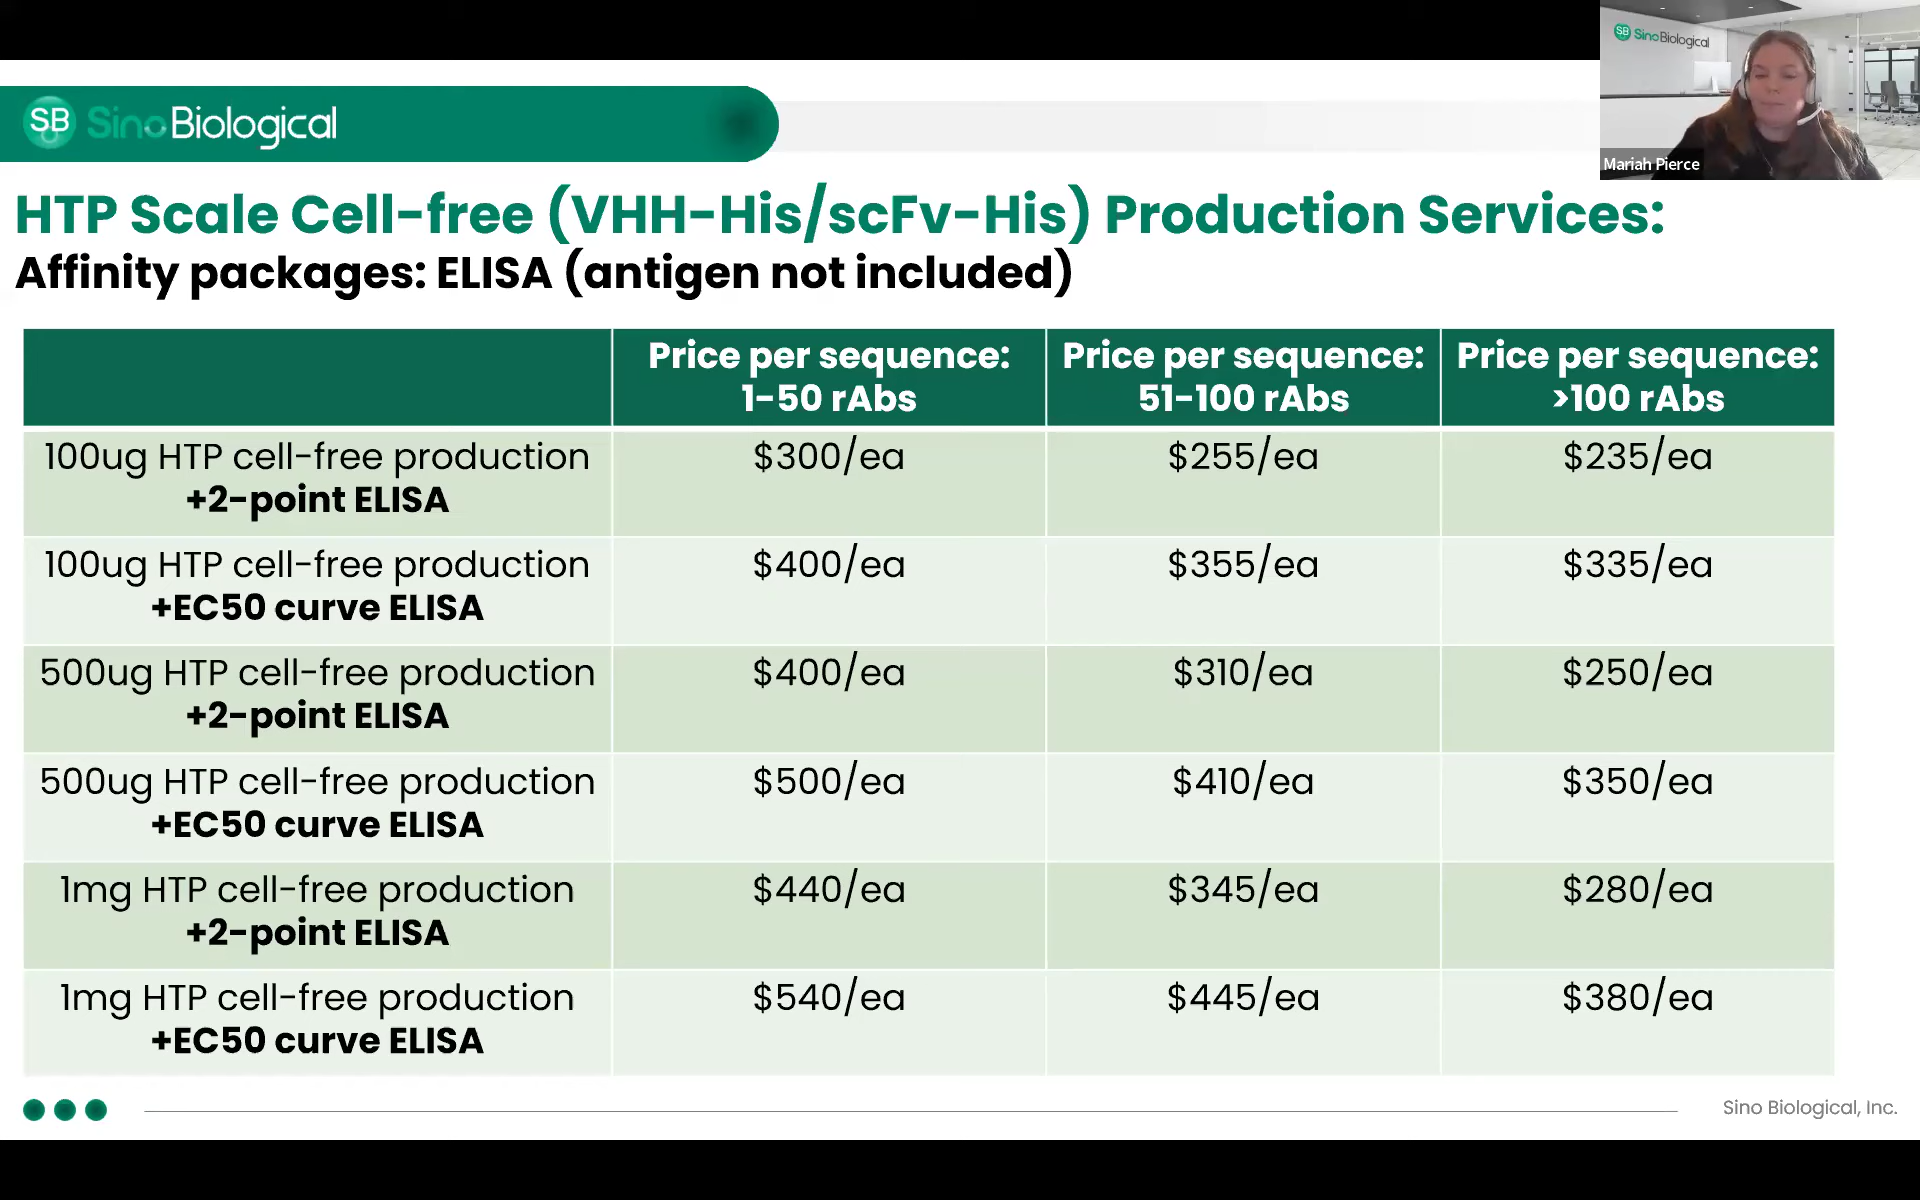 SB SinoBiological
Mariah Pierce
SB SinoBiological
HTP Scale Cell-free (VHH-His/scFv-His) Production Services:
Affinity packages: ELISA (antigen not included)
Price per sequence:
1-50 rAbs
Price per sequence:
51-100 rAbs
Price per sequence:
>100 rAbs
100ug HTP cell-free production
+2-point ELISA
$300/ea
$255/ea
$235/ea
100ug HTP cell-free production
+EC50 curve ELISA
$400/ea
$355/ea
$335/ea
500ug HTP cell-free production
+2-point ELISA
$400/ea
$310/ea
$250/ea
500ug HTP cell-free production
+EC50 curve ELISA
$500/ea
$410/ea
$350/ea
1mg HTP cell-free production
+2-point ELISA
$440/ea
$345/ea
$280/ea
1mg HTP cell-free production
+EC50 curve ELISA
$540/ea
$445/ea
$380/ea
Sino Biological, Inc.